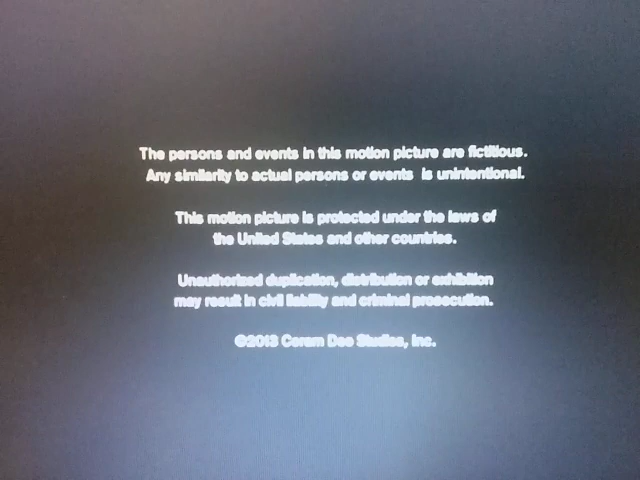 The persons and events in this motion picture are fictitious.
Any similarity to actual persons or events is unintentional.
This motion picture is protected under the laws of
the United States and other countries.
Unauthorized duplication, distribution or exhibition
may result in civil liability and criminal prosecution.
©2013 Coram Deo Studios, Inc.